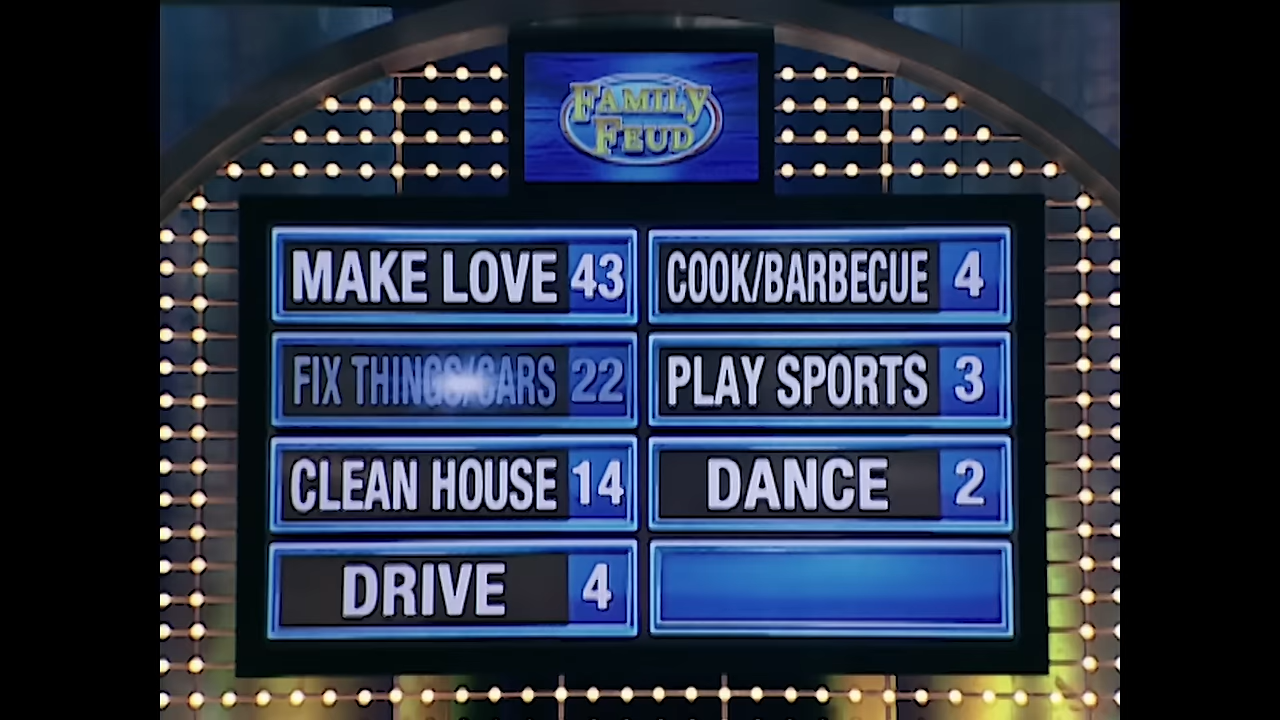 FAMILY
FEUD
MAKE LOVE 43
FIX THINGS/CARS 22
CLEAN HOUSE 14
DRIVE 4
COOK/BARBECUE 4
PLAY SPORTS 3
DANCE 2